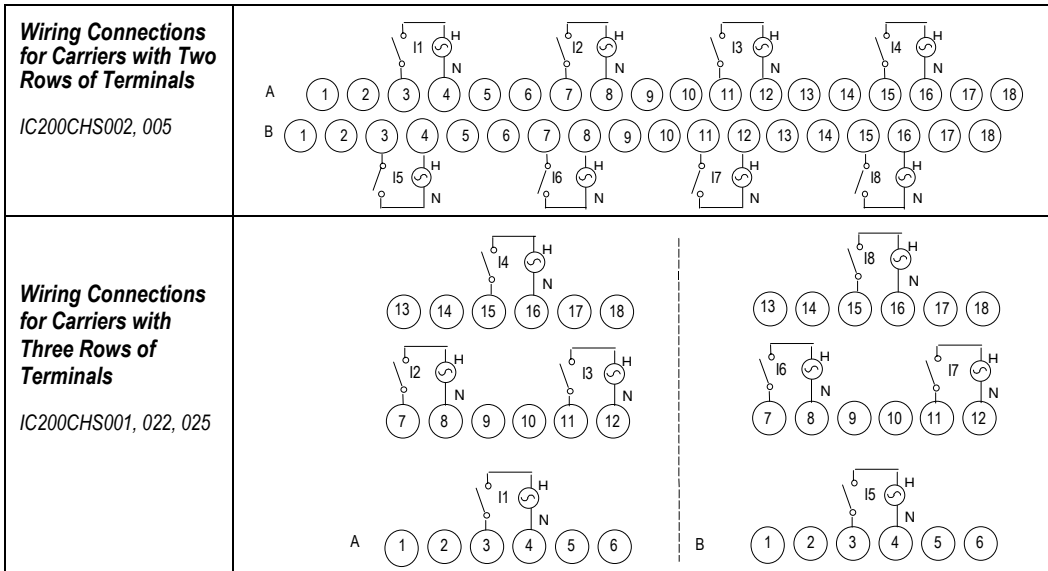 Wiring Connections
for Carriers with Two
Rows of Terminals
IC200CHS002, 005
I1 H I2 H I3 H I4 H
N N N N
A 1 2 3 4 5 6 7 8 9 10 11 12 13 14 15 16 17 18
B 1 2 3 4 5 6 7 8 9 10 11 12 13 14 15 16 17 18
I5 H I6 H I7 H I8 H
N N N N
Wiring Connections
for Carriers with
Three Rows of
Terminals
IC200CHS001, 022, 025
I4 H I8 H
N N
13 14 15 16 17 18 13 14 15 16 17 18
I2 H I3 H I6 H I7 H
N N N N
7 8 9 10 11 12 7 8 9 10 11 12
I1 H I5 H
N N
A 1 2 3 4 5 6 B 1 2 3 4 5 6